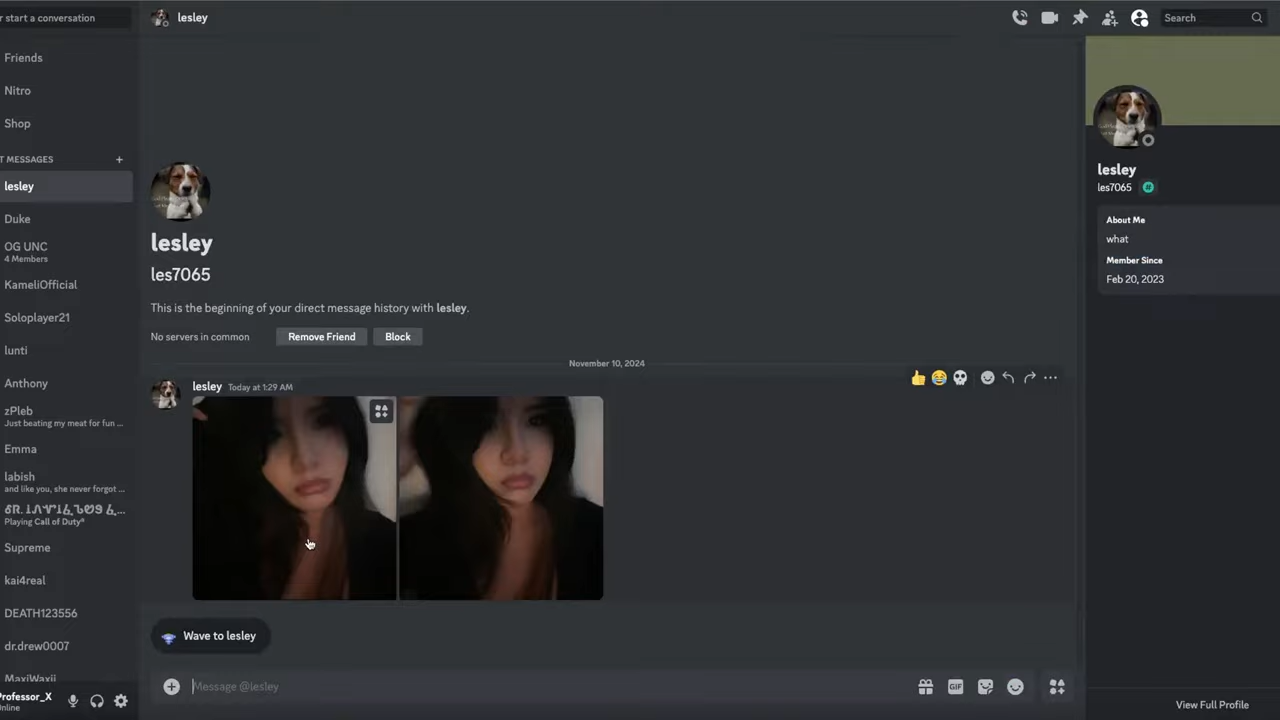 r start a conversation
lesley
Search
Friends
Nitro
Shop
T MESSAGES +
lesley
Duke
OG UNC
4 Members
KameliOfficial
Soloplayer21
lunti
Anthony
zPleb
Just beating my meat for fun ...
Emma
labish
and like you, she never forgot ...
Playing Call of Duty®
Supreme
kai4real
DEATH123556
dr.drew0007
MaxiWaxii
Professor_X
Online
lesley
les7065
This is the beginning of your direct message history with lesley.
No servers in common
Remove Friend
Block
November 10, 2024
lesley Today at 1:29 AM
Wave to lesley
Message @lesley
GIF
lesley
les7065 #
About Me
what
Member Since
Feb 20, 2023
View Full Profile